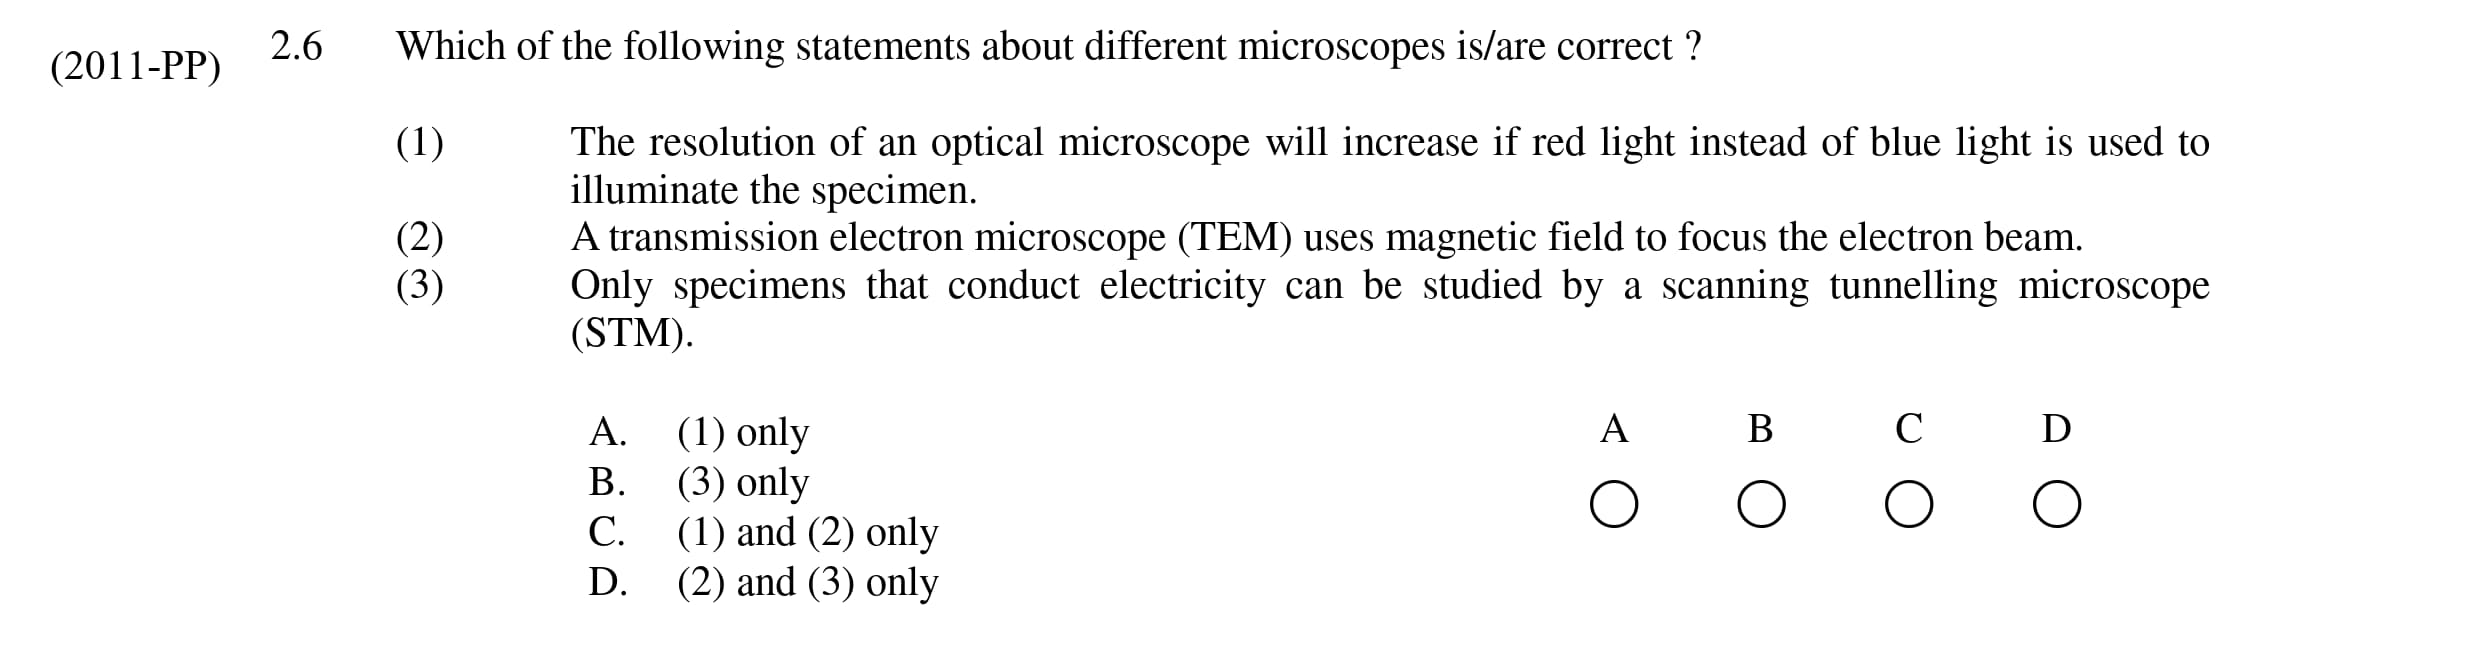 (2011-PP) 2.6 Which of the following statements about different microscopes is/are correct ?
(1) The resolution of an optical microscope will increase if red light instead of blue light is used to
illuminate the specimen.
(2) A transmission electron microscope (TEM) uses magnetic field to focus the electron beam.
(3) Only specimens that conduct electricity can be studied by a scanning tunnelling microscope
(STM).
A. (1) only
B. (3) only
C. (1) and (2) only
D. (2) and (3) only
A B C D